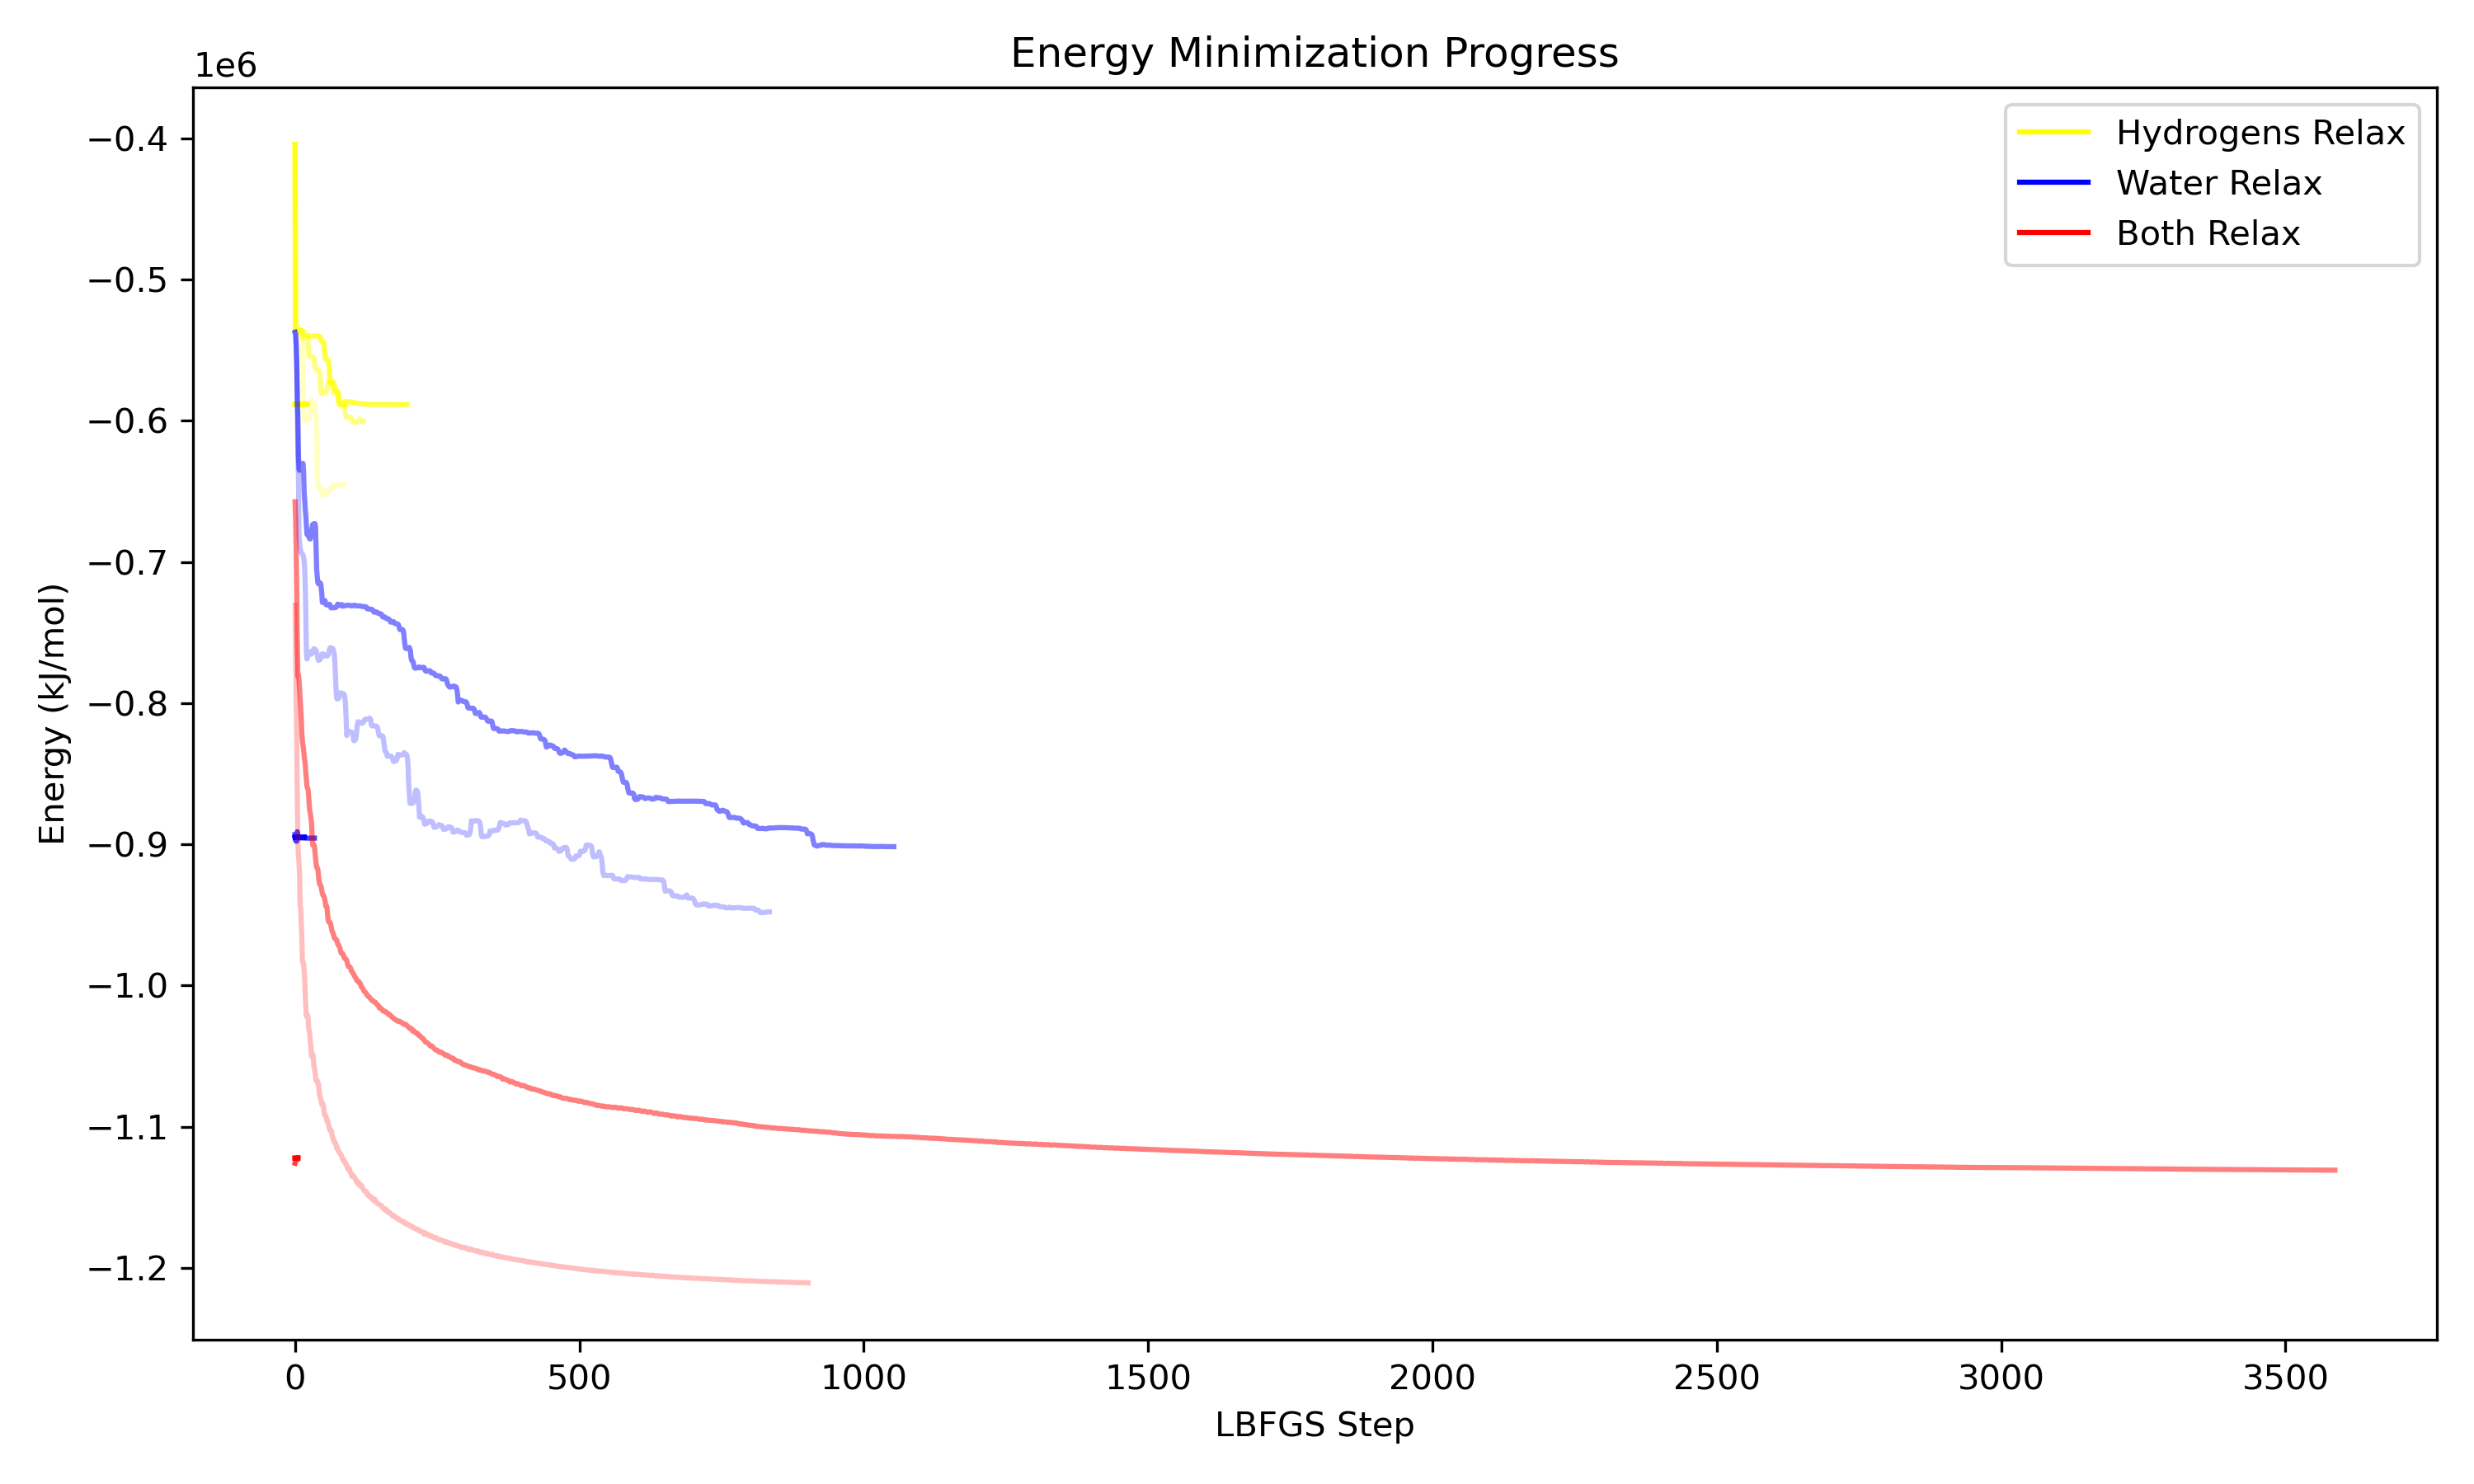 Energy Minimization Progress
1e6
Hydrogens Relax
Water Relax
Both Relax
−0.4
−0.5
−0.6
−0.7
−0.8
−0.9
−1.0
−1.1
−1.2
Energy (kJ/mol)
0 500 1000 1500 2000 2500 3000 3500
LBFGS Step